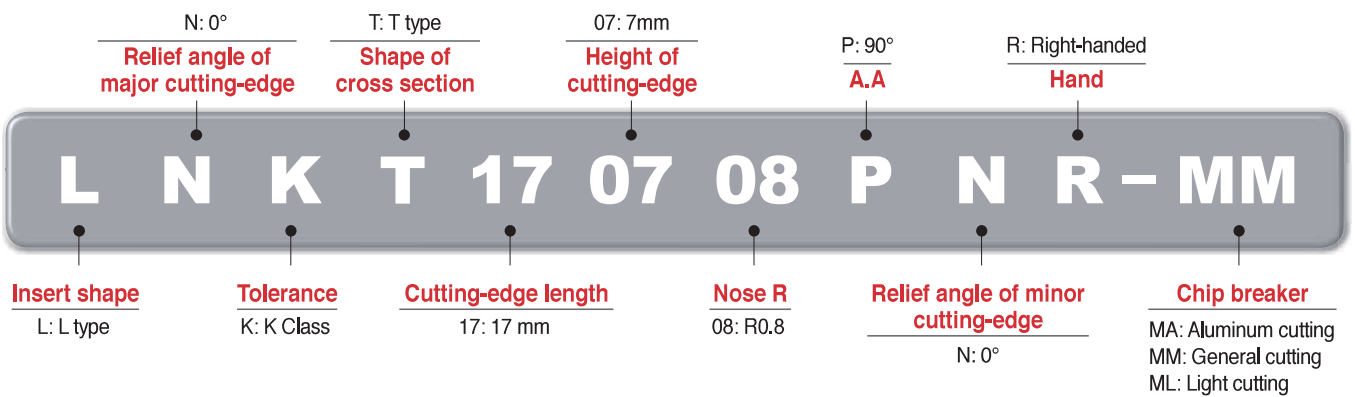 N: 0°
Relief angle of
major cutting-edge
T: T type
Shape of
cross section
07: 7mm
Height of
cutting-edge
P: 90°
A.A
R: Right-handed
Hand
L N K T 17 07 08 P N R - MM
Insert shape
L: L type
Tolerance
K: K Class
Cutting-edge length
17: 17 mm
Nose R
08: R0.8
Relief angle of minor
cutting-edge
N: 0°
Chip breaker
MA: Aluminum cutting
MM: General cutting
ML: Light cutting